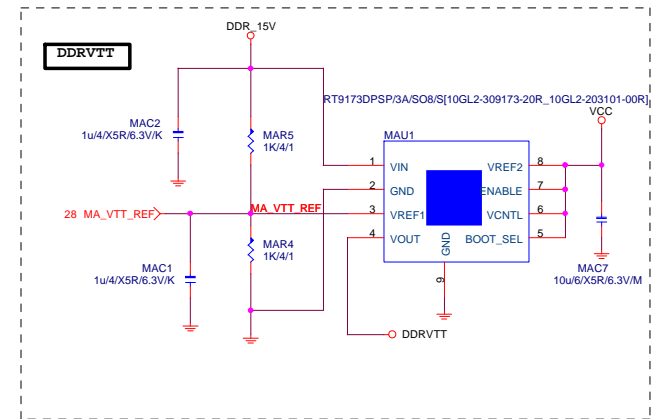 DDR_15V
DDRVTT
RT9173DPSP/3A/SO8/S[10GL2-309173-20R_10GL2-203101-00R]
VCC
MAC2
1u/4/X5R/6.3V/K
MAR5
1K/4/1
MAU1
1 VIN VREF2 8
2 GND ENABLE 7
28 MA_VTT_REF MA_VTT_REF 3 VREF1 VCNTL 6
4 VOUT BOOT_SEL 5
GND
9
MAR4
1K/4/1
MAC1
1u/4/X5R/6.3V/K
MAC7
10u/6/X5R/6.3V/M
DDRVTT